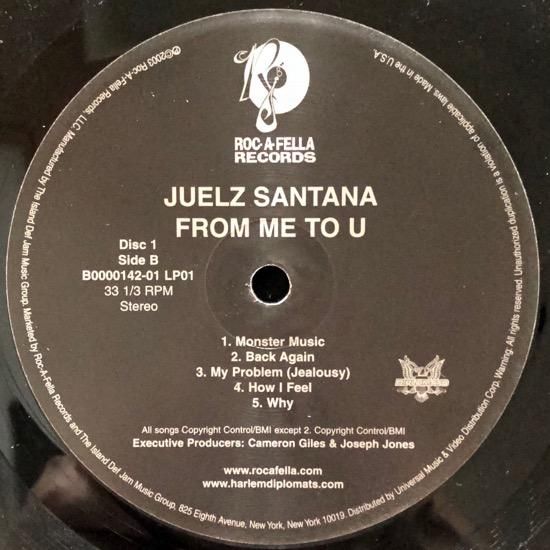 ROC-A-FELLA
RECORDS
JUELZ SANTANA
FROM ME TO U
Disc 1
Side B
B0000142-01 LP01
33 1/3 RPM
Stereo
1. Monster Music
2. Back Again
3. My Problem (Jealousy)
4. How I Feel
5. Why
All songs Copyright Control/BMI except 2. Copyright Control/BMI
Executive Producers: Cameron Giles & Joseph Jones
www.rocafella.com
www.harlemdiplomats.com
℗©2003 Roc-A-Fella Records, LLC. Manufactured by The Island Def Jam Music Group. Marketed by Roc-A-Fella Records and The Island Def Jam Music Group, 825 Eighth Avenue, New York, New York 10019. Distributed by Universal Music & Video Distribution Corp. Warning: All rights reserved. Unauthorized duplication is a violation of applicable laws. Made in the U.S.A.